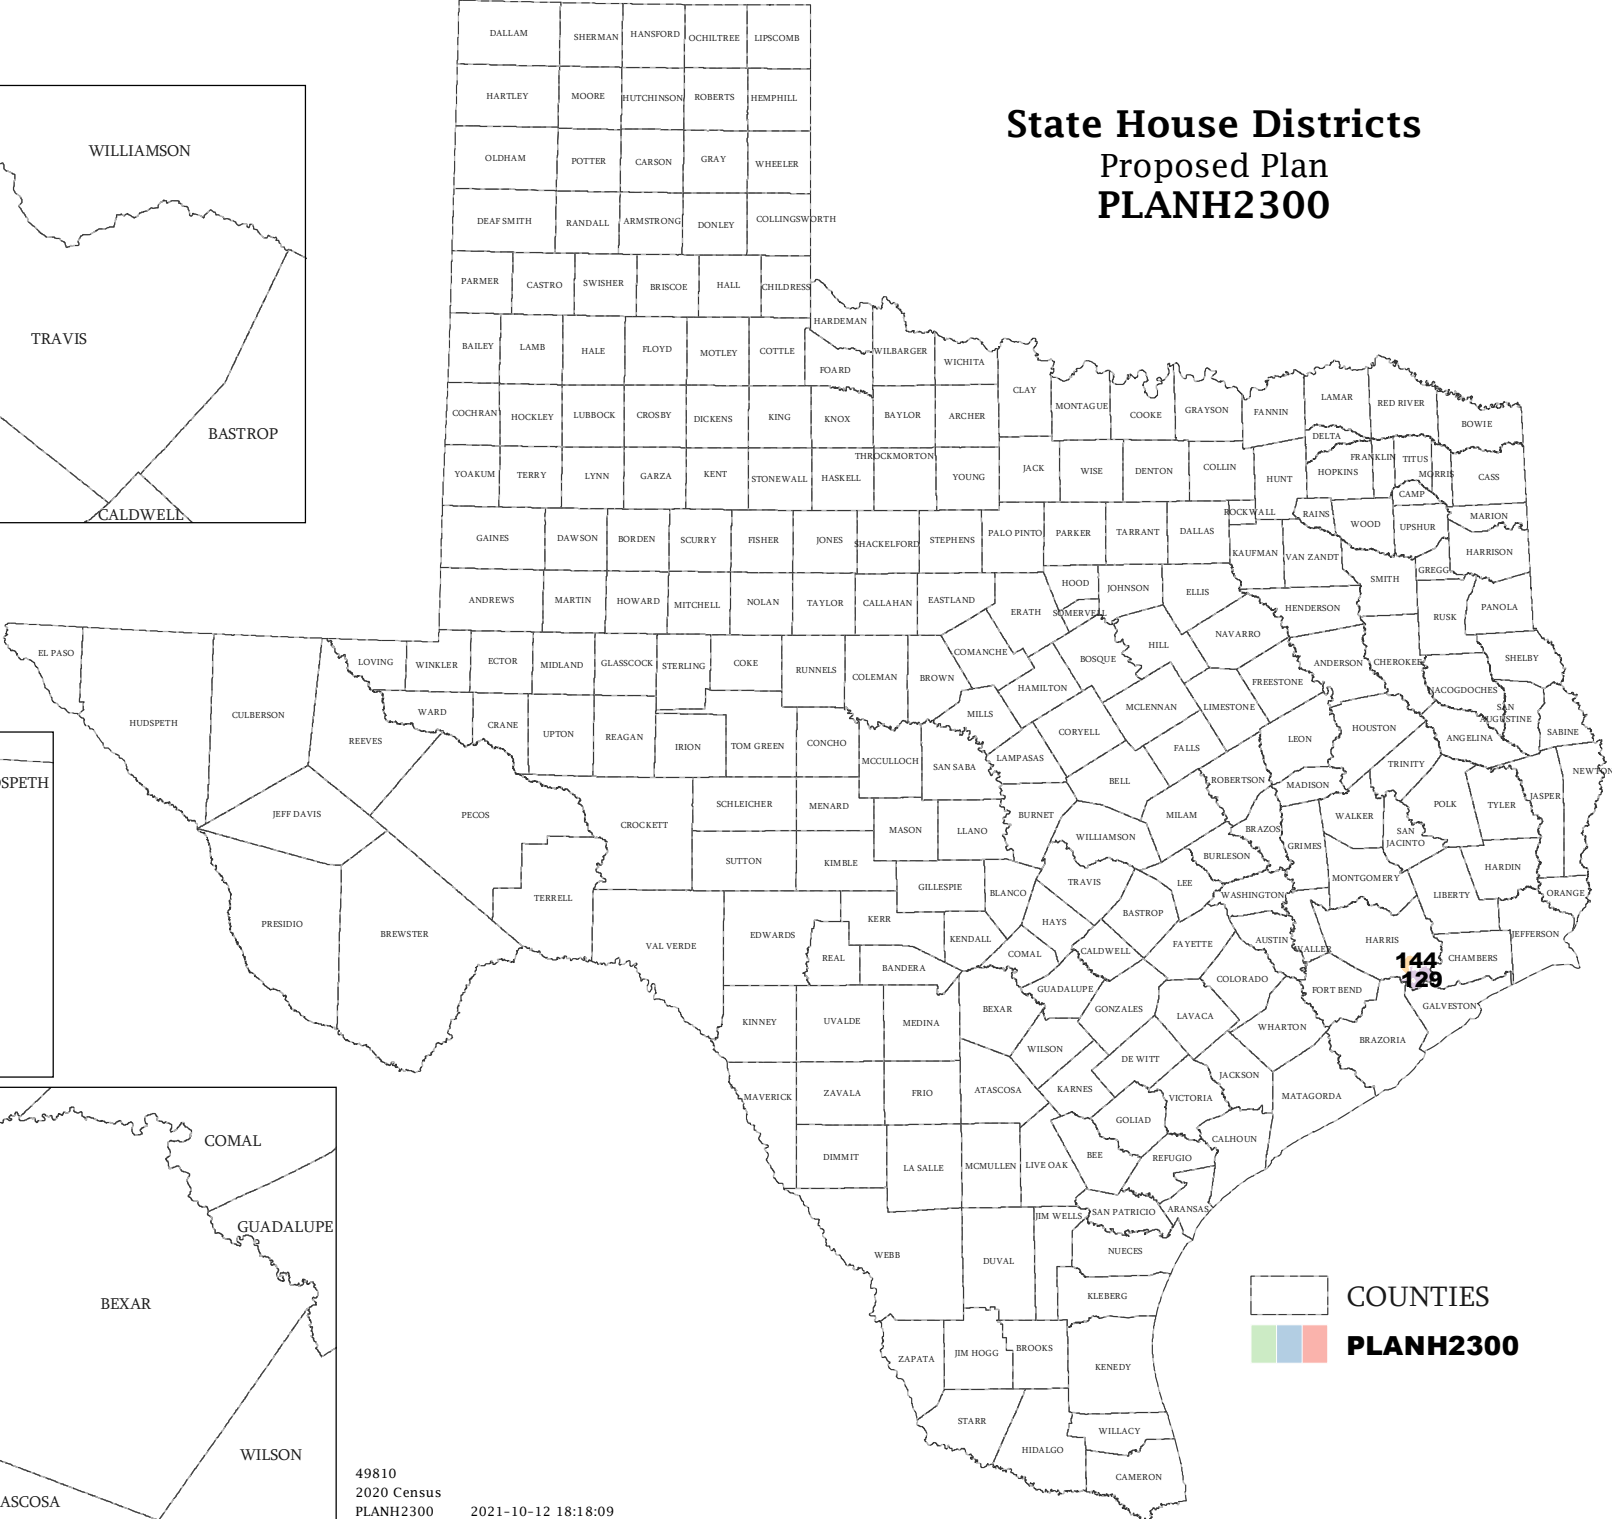 State House Districts
Proposed Plan
PLANH2300
WILLIAMSON
TRAVIS
BASTROP
CALDWELL
DALLAM SHERMAN HANSFORD OCHILTREE LIPSCOMB
HARTLEY MOORE HUTCHINSON ROBERTS HEMPHILL
OLDHAM POTTER CARSON GRAY WHEELER
DEAF SMITH RANDALL ARMSTRONG DONLEY COLLINGSWORTH
PARMER CASTRO SWISHER BRISCOE HALL CHILDRESS
HARDEMAN
BAILEY LAMB HALE FLOYD MOTLEY COTTLE FOARD WILBARGER WICHITA
CLAY MONTAGUE COOKE GRAYSON FANNIN LAMAR RED RIVER BOWIE
COCHRAN HOCKLEY LUBBOCK CROSBY DICKENS KING KNOX BAYLOR ARCHER
DELTA FRANKLIN TITUS MORRIS CASS
YOAKUM TERRY LYNN GARZA KENT STONEWALL HASKELL THROCKMORTON YOUNG JACK WISE DENTON COLLIN HUNT HOPKINS
CAMP
ROCKWALL RAINS WOOD UPSHUR MARION
GAINES DAWSON BORDEN SCURRY FISHER JONES SHACKELFORD STEPHENS PALO PINTO PARKER TARRANT DALLAS
KAUFMAN VAN ZANDT SMITH GREGG HARRISON
ANDREWS MARTIN HOWARD MITCHELL NOLAN TAYLOR CALLAHAN EASTLAND ERATH HOOD SOMERVELL JOHNSON ELLIS
HENDERSON RUSK PANOLA
EL PASO LOVING WINKLER ECTOR MIDLAND GLASSCOCK STERLING COKE RUNNELS COLEMAN BROWN COMANCHE
BOSQUE HILL NAVARRO ANDERSON CHEROKEE SHELBY
HAMILTON FREESTONE NACOGDOCHES
HUDSPETH CULBERSON REEVES WARD CRANE UPTON REAGAN IRION TOM GREEN CONCHO
MILLS MCLENNAN LIMESTONE SAN
AUGUSTINE
SABINE
CORYELL FALLS LEON HOUSTON ANGELINA
MCCULLOCH SAN SABA LAMPASAS BELL ROBERTSON MADISON TRINITY NEWTON
SPETH
JEFF DAVIS PECOS CROCKETT SCHLEICHER MENARD
MASON LLANO BURNET WILLIAMSON MILAM BRAZOS WALKER POLK TYLER JASPER
SAN
JACINTO
SUTTON KIMBLE BURLESON GRIMES
TERRELL GILLESPIE BLANCO TRAVIS LEE WASHINGTON MONTGOMERY LIBERTY HARDIN ORANGE
PRESIDIO BREWSTER VAL VERDE EDWARDS KERR KENDALL HAYS BASTROP
REAL BANDERA COMAL CALDWELL FAYETTE AUSTIN WALLER HARRIS CHAMBERS JEFFERSON
144
129
GUADALUPE COLORADO FORT BEND GALVESTON
KINNEY UVALDE MEDINA BEXAR GONZALES LAVACA WHARTON BRAZORIA
WILSON DE WITT JACKSON
MAVERICK ZAVALA FRIO ATASCOSA KARNES VICTORIA MATAGORDA
GOLIAD CALHOUN
DIMMIT LA SALLE MCMULLEN LIVE OAK BEE REFUGIO
JIM WELLS SAN PATRICIO ARANSAS
WEBB DUVAL NUECES
KLEBERG
ZAPATA JIM HOGG BROOKS KENEDY
STARR HIDALGO WILLACY
CAMERON
COMAL
GUADALUPE
BEXAR
WILSON
ASCOSA
COUNTIES
PLANH2300
49810
2020 Census
PLANH2300 2021-10-12 18:18:09